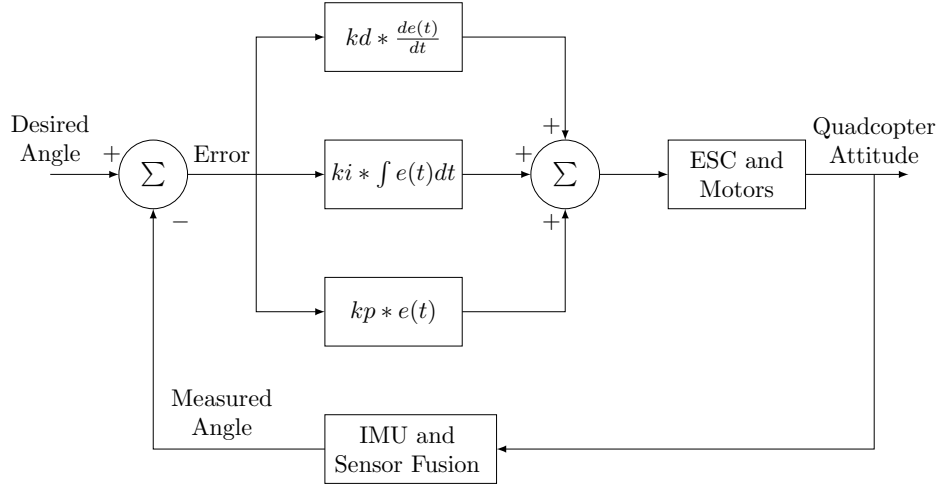 kd * de(t)/dt
Desired
Angle
+
Σ
−
Error
ki * ∫ e(t)dt
+
+
+
Σ
ESC and
Motors
Quadcopter
Attitude
kp * e(t)
Measured
Angle
IMU and
Sensor Fusion